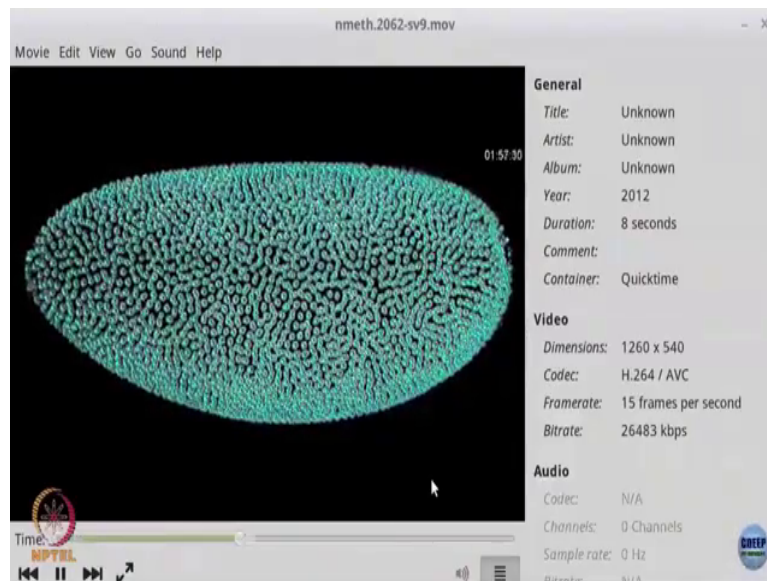 nmeth.2062-sv9.mov
Movie Edit View Go Sound Help
01:57:30
General
Title: Unknown
Artist: Unknown
Album: Unknown
Year: 2012
Duration: 8 seconds
Comment:
Container: Quicktime
Video
Dimensions: 1260 x 540
Codec: H.264 / AVC
Framerate: 15 frames per second
Bitrate: 26483 kbps
Audio
Codec: N/A
Channels: 0 Channels
Sample rate: 0 Hz
Bitrate: N/A
Time:
NPTEL
CDEEP